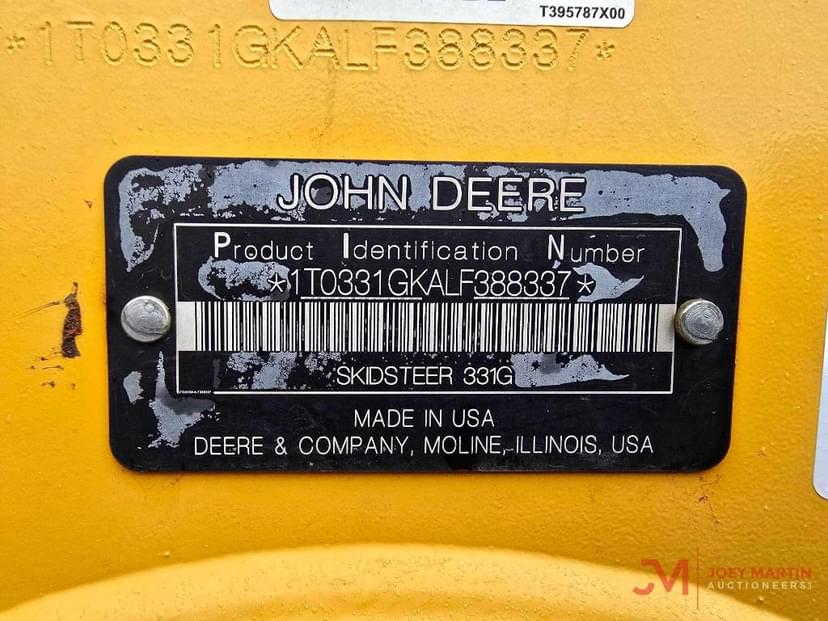 T395787X00
*1T0331GKALF388337*
JOHN DEERE
Product Identification Number
*1T0331GKALF388337*
SKIDSTEER 331G
MADE IN USA
DEERE & COMPANY, MOLINE, ILLINOIS, USA
JM JOEY MARTIN
AUCTIONEERS